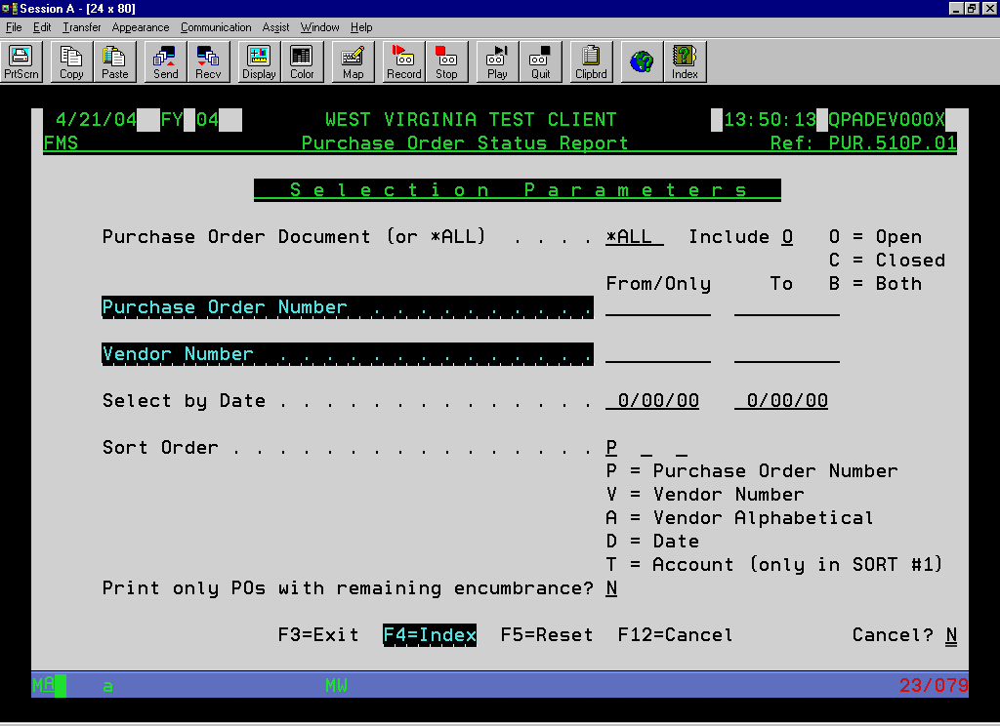 Session A - [24 x 80]
File Edit Transfer Appearance Communication Assist Window Help
PrtScrn Copy Paste Send Recv Display Color Map Record Stop Play Quit Clipbrd Index
4/21/04 FY 04 WEST VIRGINIA TEST CLIENT 13:50:13 QPADEV000X
FMS Purchase Order Status Report Ref: PUR.510P.01
S e l e c t i o n P a r a m e t e r s
Purchase Order Document (or *ALL) . . . . *ALL_ Include O O = Open
C = Closed
From/Only To B = Both
Purchase Order Number . . . . . . . . . . _________ _________
Vendor Number . . . . . . . . . . . . . . _________ _________
Select by Date . . . . . . . . . . . . . . 0/00/00 0/00/00
Sort Order . . . . . . . . . . . . . . . . P _ _
P = Purchase Order Number
V = Vendor Number
A = Vendor Alphabetical
D = Date
T = Account (only in SORT #1)
Print only POs with remaining encumbrance? N
F3=Exit F4=Index F5=Reset F12=Cancel Cancel? N
MA a MW 23/079